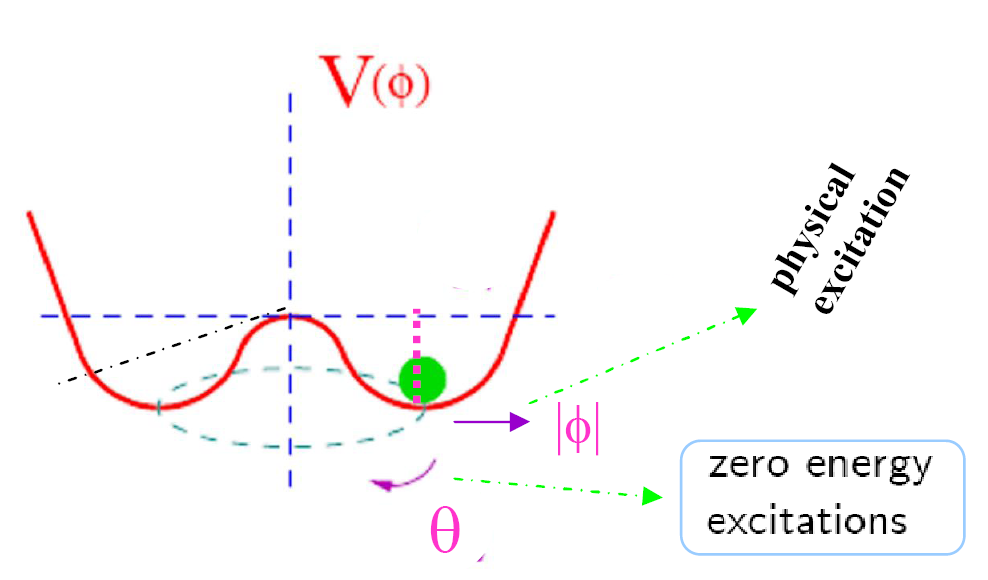 V(ϕ)
physical
excitation
|ϕ|
zero energy
excitations
θ